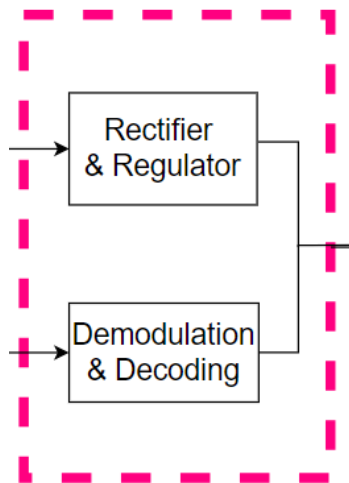 Rectifier
& Regulator
Demodulation
& Decoding